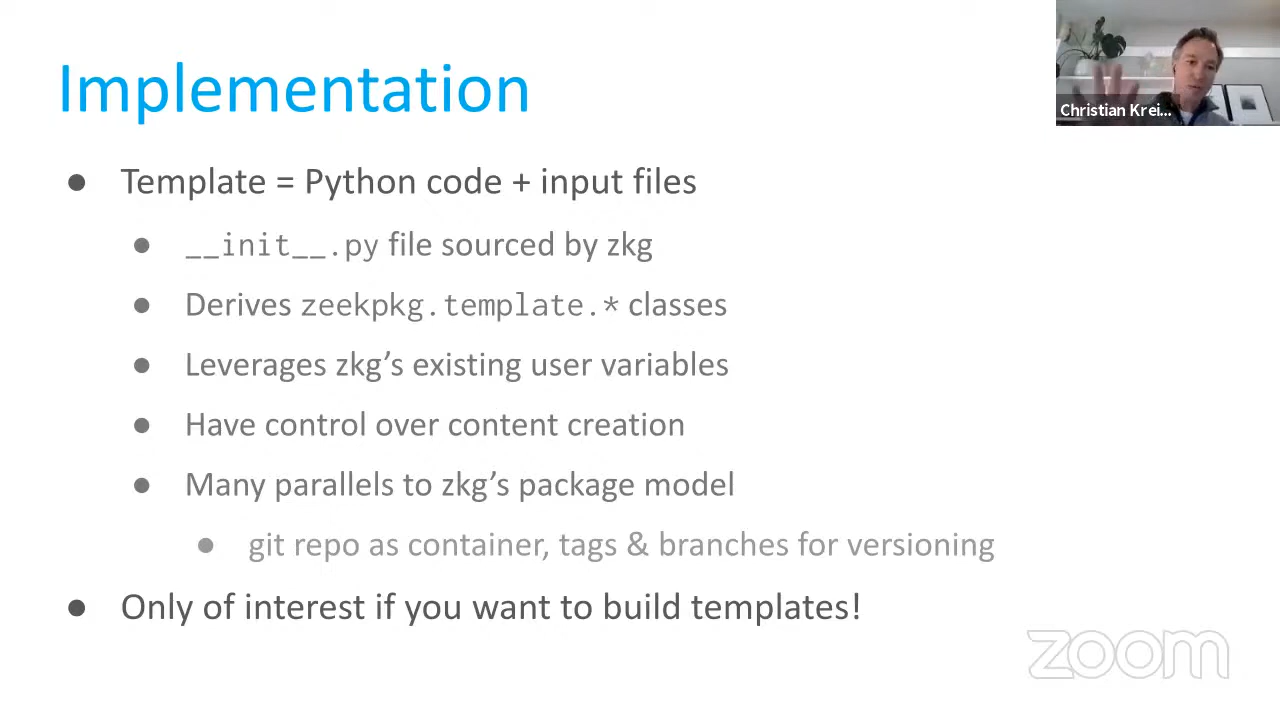 Implementation
Christian Krei...
● Template = Python code + input files
● __init__.py file sourced by zkg
● Derives zeekpkg.template.* classes
● Leverages zkg’s existing user variables
● Have control over content creation
● Many parallels to zkg’s package model
● git repo as container, tags & branches for versioning
● Only of interest if you want to build templates!
zoom